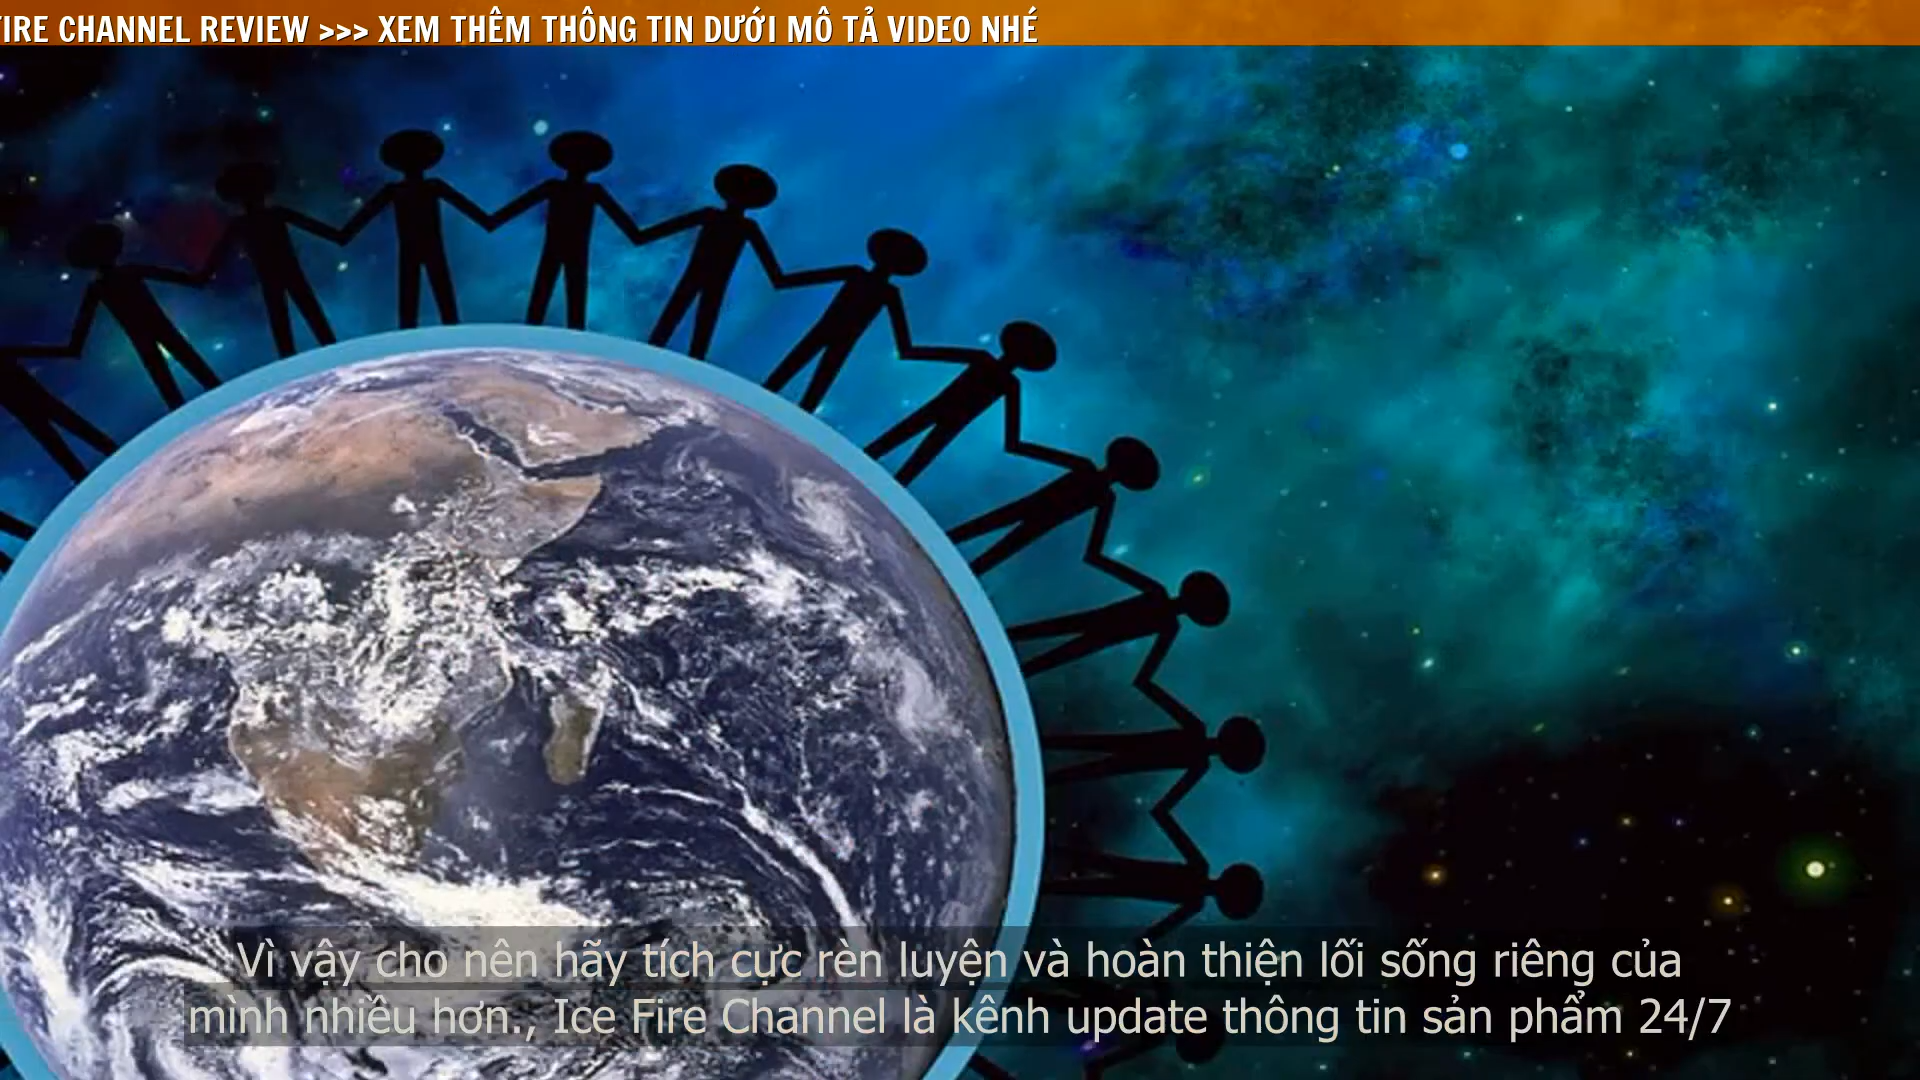 IRE CHANNEL REVIEW >>> XEM THÊM THÔNG TIN DƯỚI MÔ TẢ VIDEO NHÉ
Vì vậy cho nên hãy tích cực rèn luyện và hoàn thiện lối sống riêng của
mình nhiều hơn., Ice Fire Channel là kênh update thông tin sản phẩm 24/7